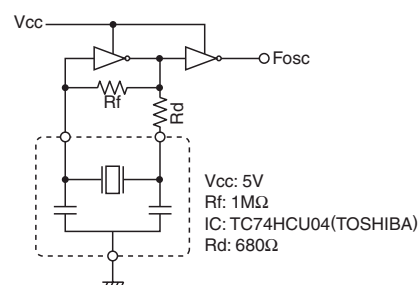 Vcc
Fosc
Rf
Rd
Vcc: 5V
Rf: 1MΩ
IC: TC74HCU04(TOSHIBA)
Rd: 680Ω